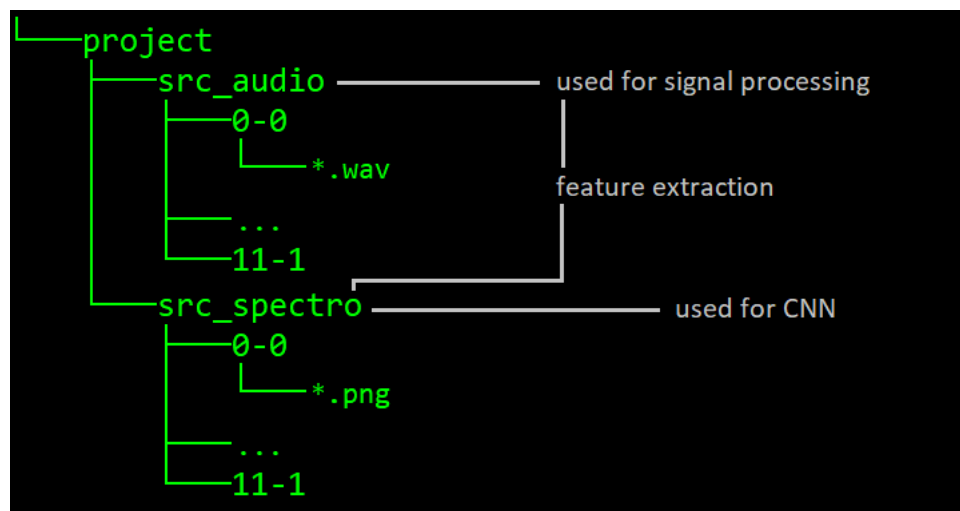 project
src_audio
used for signal processing
0-0
*.wav
feature extraction
...
11-1
src_spectro
used for CNN
0-0
*.png
...
11-1